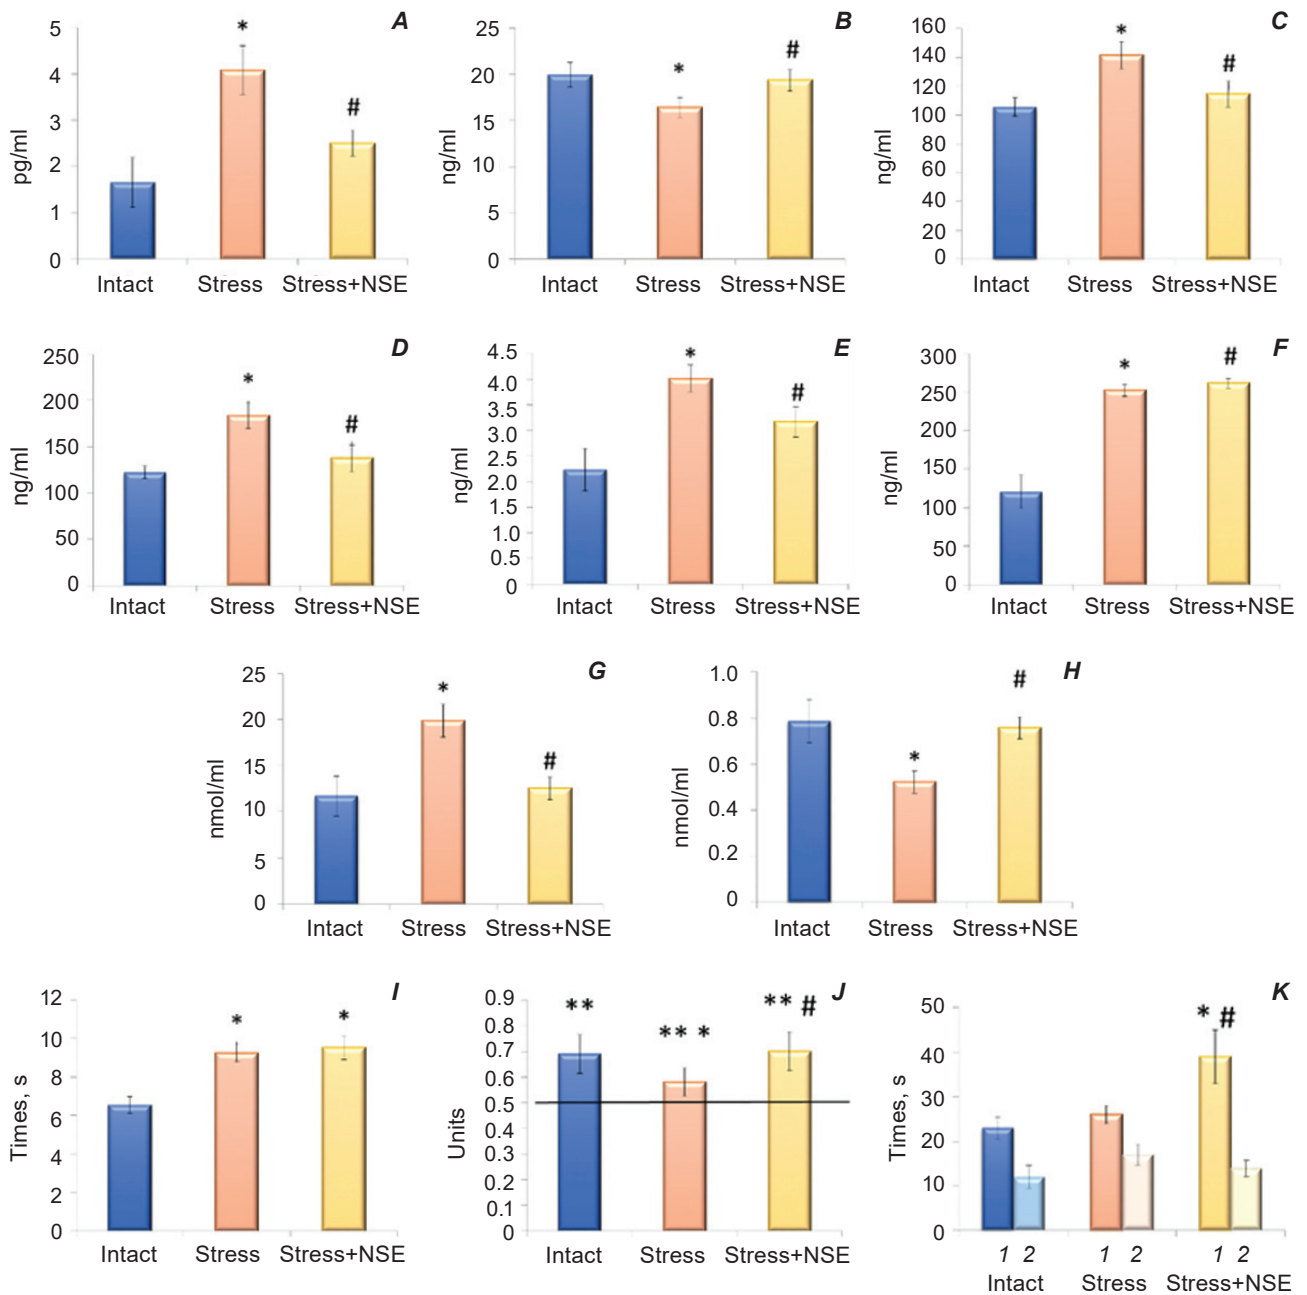 A
5
4
3
2
1
0
pg/ml
*
#
Intact Stress Stress+NSE
B
25
20
15
10
5
0
ng/ml
*
#
Intact Stress Stress+NSE
C
160
140
120
100
80
60
40
20
0
ng/ml
*
#
Intact Stress Stress+NSE
D
250
200
150
100
50
0
ng/ml
*
#
Intact Stress Stress+NSE
E
4.5
4.0
3.5
3.0
2.5
2.0
1.5
1.0
0.5
0
ng/ml
*
#
Intact Stress Stress+NSE
F
300
250
200
150
100
50
0
ng/ml
*
#
Intact Stress Stress+NSE
G
25
20
15
10
5
0
nmol/ml
*
#
Intact Stress Stress+NSE
H
1.0
0.8
0.6
0.4
0.2
0
nmol/ml
*
#
Intact Stress Stress+NSE
I
12
10
8
6
4
2
0
Times, s
*
*
Intact Stress Stress+NSE
J
0.9
0.8
0.7
0.6
0.5
0.4
0.3
0.2
0.1
0
Units
**
** *
** #
Intact Stress Stress+NSE
K
50
40
30
20
10
0
Times, s
* #
1 2 1 2 1 2
Intact Stress Stress+NSE